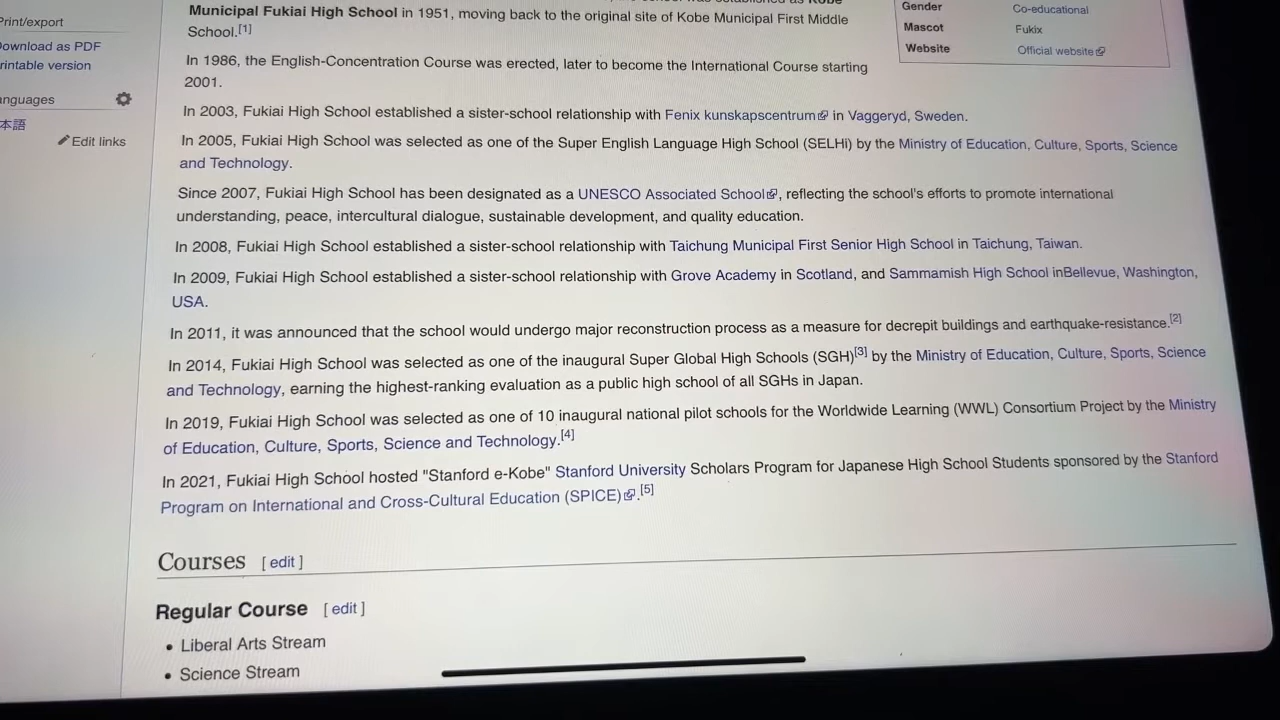 Print/export
Download as PDF
Printable version
Languages
本語
Edit links
Gender Co-educational
Mascot Fukix
Website Official website
Municipal Fukiai High School in 1951, moving back to the original site of Kobe Municipal First Middle
School.[1]
In 1986, the English-Concentration Course was erected, later to become the International Course starting
2001.
In 2003, Fukiai High School established a sister-school relationship with Fenix kunskapscentrum in Vaggeryd, Sweden.
In 2005, Fukiai High School was selected as one of the Super English Language High School (SELHi) by the Ministry of Education, Culture, Sports, Science
and Technology.
Since 2007, Fukiai High School has been designated as a UNESCO Associated School, reflecting the school's efforts to promote international
understanding, peace, intercultural dialogue, sustainable development, and quality education.
In 2008, Fukiai High School established a sister-school relationship with Taichung Municipal First Senior High School in Taichung, Taiwan.
In 2009, Fukiai High School established a sister-school relationship with Grove Academy in Scotland, and Sammamish High School inBellevue, Washington,
USA.
In 2011, it was announced that the school would undergo major reconstruction process as a measure for decrepit buildings and earthquake-resistance.[2]
In 2014, Fukiai High School was selected as one of the inaugural Super Global High Schools (SGH)[3] by the Ministry of Education, Culture, Sports, Science
and Technology, earning the highest-ranking evaluation as a public high school of all SGHs in Japan.
In 2019, Fukiai High School was selected as one of 10 inaugural national pilot schools for the Worldwide Learning (WWL) Consortium Project by the Ministry
of Education, Culture, Sports, Science and Technology.[4]
In 2021, Fukiai High School hosted "Stanford e-Kobe" Stanford University Scholars Program for Japanese High School Students sponsored by the Stanford
Program on International and Cross-Cultural Education (SPICE).[5]
Courses [ edit ]
Regular Course [ edit ]
• Liberal Arts Stream
• Science Stream